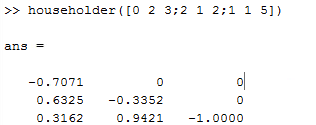 >> householder([0 2 3;2 1 2;1 1 5])
ans =
-0.7071 0 0
0.6325 -0.3352 0
0.3162 0.9421 -1.0000